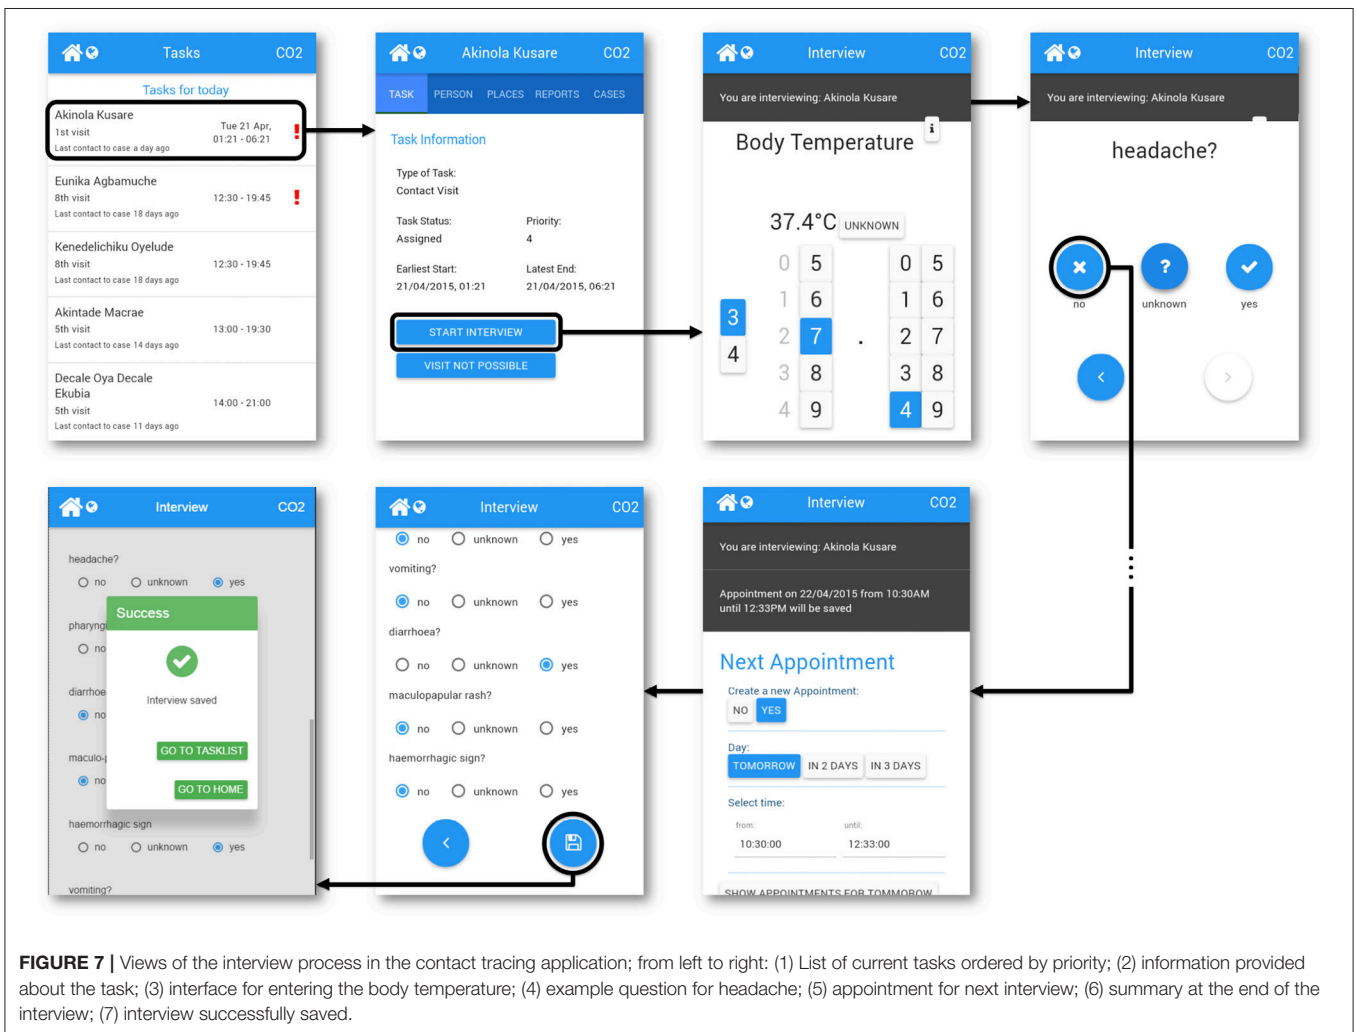 Tasks CO2
Tasks for today
Akinola Kusare
1st visit
Last contact to case a day ago
Tue 21 Apr,
01:21 - 06:21
!
Eunika Agbamuche
8th visit
Last contact to case 18 days ago
12:30 - 19:45
!
Kenedelichiku Oyelude
8th visit
Last contact to case 18 days ago
12:30 - 19:45
Akintade Macrae
5th visit
Last contact to case 14 days ago
13:00 - 19:30
Decale Oya Decale
Ekubia
5th visit
Last contact to case 11 days ago
14:00 - 21:00
Akinola Kusare CO2
TASK PERSON PLACES REPORTS CASES
Task Information
Type of Task:
Contact Visit
Task Status: Priority:
Assigned 4
Earliest Start: Latest End:
21/04/2015, 01:21 21/04/2015, 06:21
START INTERVIEW
VISIT NOT POSSIBLE
Interview CO2
You are interviewing: Akinola Kusare
i
Body Temperature
37.4°C UNKNOWN
0 5 0 5
1 6 1 6
3
2 7 . 2 7
4
3 8 3 8
4 9 4 9
Interview CO2
You are interviewing: Akinola Kusare
headache?
?
no unknown yes
< >
Interview CO2
You are interviewing: Akinola Kusare
Appointment on 22/04/2015 from 10:30AM
until 12:33PM will be saved
Next Appointment
Create a new Appointment:
NO YES
Day:
TOMORROW IN 2 DAYS IN 3 DAYS
Select time:
from: until:
10:30:00 12:33:00
SHOW APPOINTMENTS FOR TOMMOROW
Interview CO2
no unknown yes
vomiting?
no unknown yes
diarrhoea?
no unknown yes
maculopapular rash?
no unknown yes
haemorrhagic sign?
no unknown yes
<
Interview CO2
headache?
no unknown yes
pharyngi
no
diarrhoe
no
maculo-p
no
haemorrhagic sign
no unknown yes
vomiting?
Success
Interview saved
GO TO TASKLIST
GO TO HOME
FIGURE 7 | Views of the interview process in the contact tracing application; from left to right: (1) List of current tasks ordered by priority; (2) information provided
about the task; (3) interface for entering the body temperature; (4) example question for headache; (5) appointment for next interview; (6) summary at the end of the
interview; (7) interview successfully saved.